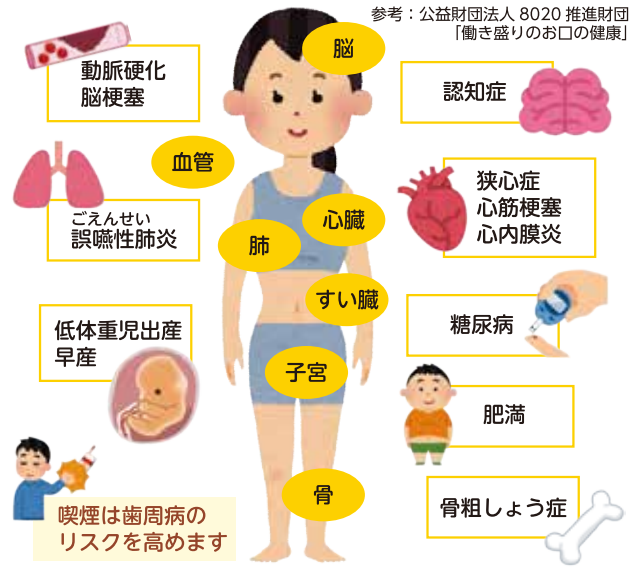 参考：公益財団法人 8020 推進財団
「働き盛りのお口の健康」
脳
動脈硬化
脳梗塞
認知症
血管
狭心症
心筋梗塞
心内膜炎
ごえんせい
誤嚥性肺炎
心臓
肺
すい臓
低体重児出産
早産
糖尿病
子宮
肥満
骨
骨粗しょう症
喫煙は歯周病の
リスクを高めます